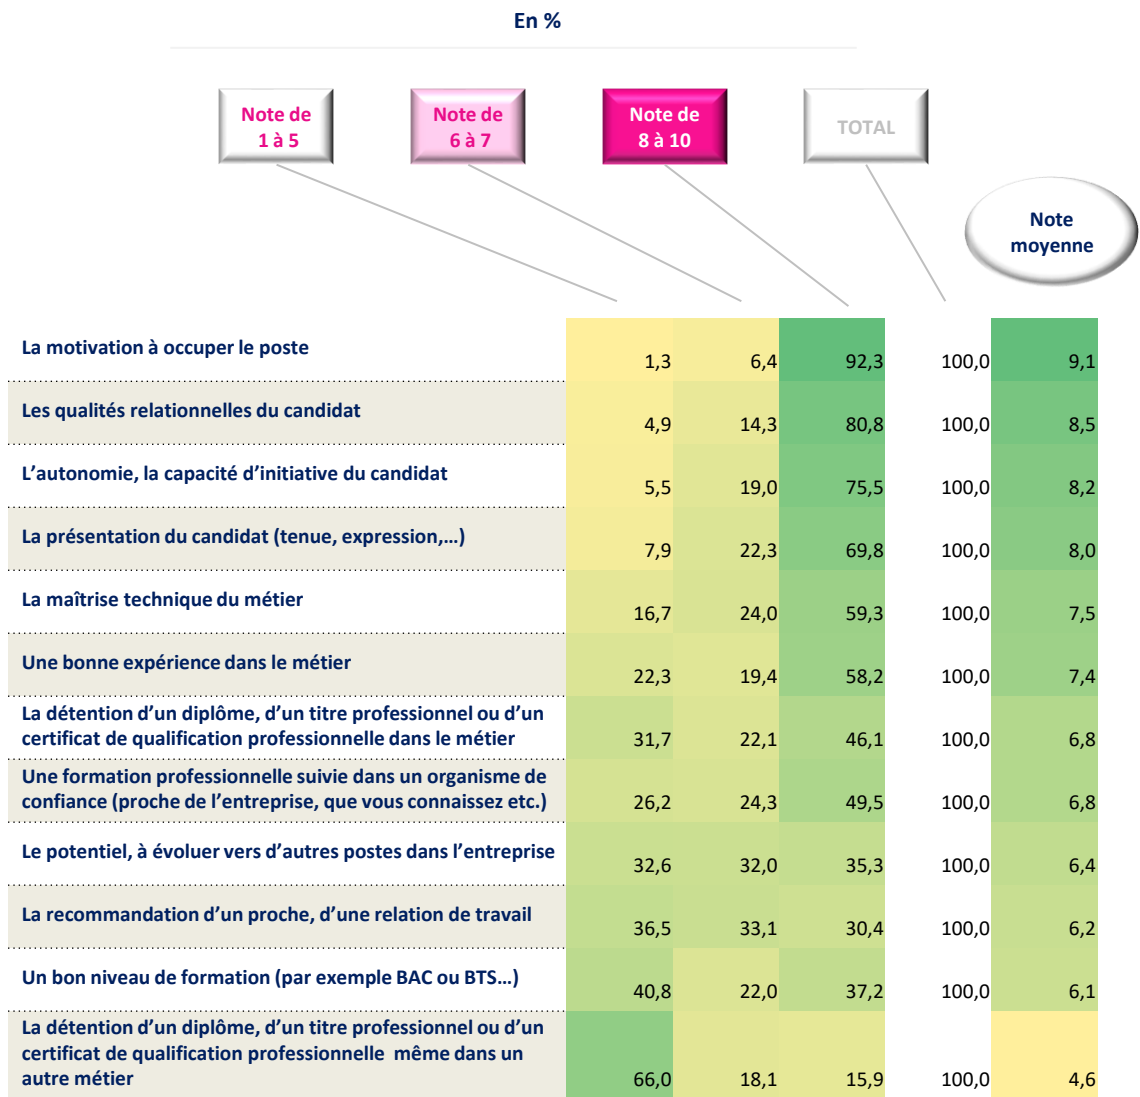 En %
Note de
1 à 5
Note de
6 à 7
Note de
8 à 10
TOTAL
Note
moyenne
La motivation à occuper le poste 1,3 6,4 92,3 100,0 9,1
Les qualités relationnelles du candidat 4,9 14,3 80,8 100,0 8,5
L’autonomie, la capacité d’initiative du candidat 5,5 19,0 75,5 100,0 8,2
La présentation du candidat (tenue, expression,…) 7,9 22,3 69,8 100,0 8,0
La maîtrise technique du métier 16,7 24,0 59,3 100,0 7,5
Une bonne expérience dans le métier 22,3 19,4 58,2 100,0 7,4
La détention d’un diplôme, d’un titre professionnel ou d’un
certificat de qualification professionnelle dans le métier 31,7 22,1 46,1 100,0 6,8
Une formation professionnelle suivie dans un organisme de
confiance (proche de l’entreprise, que vous connaissez etc.) 26,2 24,3 49,5 100,0 6,8
Le potentiel, à évoluer vers d’autres postes dans l’entreprise 32,6 32,0 35,3 100,0 6,4
La recommandation d’un proche, d’une relation de travail 36,5 33,1 30,4 100,0 6,2
Un bon niveau de formation (par exemple BAC ou BTS…) 40,8 22,0 37,2 100,0 6,1
La détention d’un diplôme, d’un titre professionnel ou d’un
certificat de qualification professionnelle même dans un
autre métier 66,0 18,1 15,9 100,0 4,6